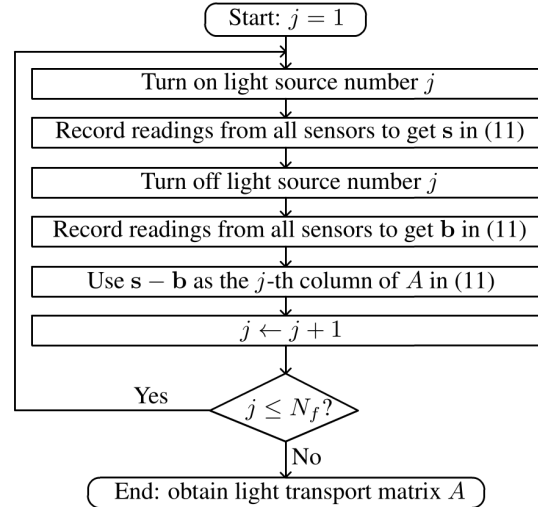 Start: j = 1
Turn on light source number j
Record readings from all sensors to get s in (11)
Turn off light source number j
Record readings from all sensors to get b in (11)
Use s − b as the j-th column of A in (11)
j ← j + 1
Yes
j ≤ N_f?
No
End: obtain light transport matrix A